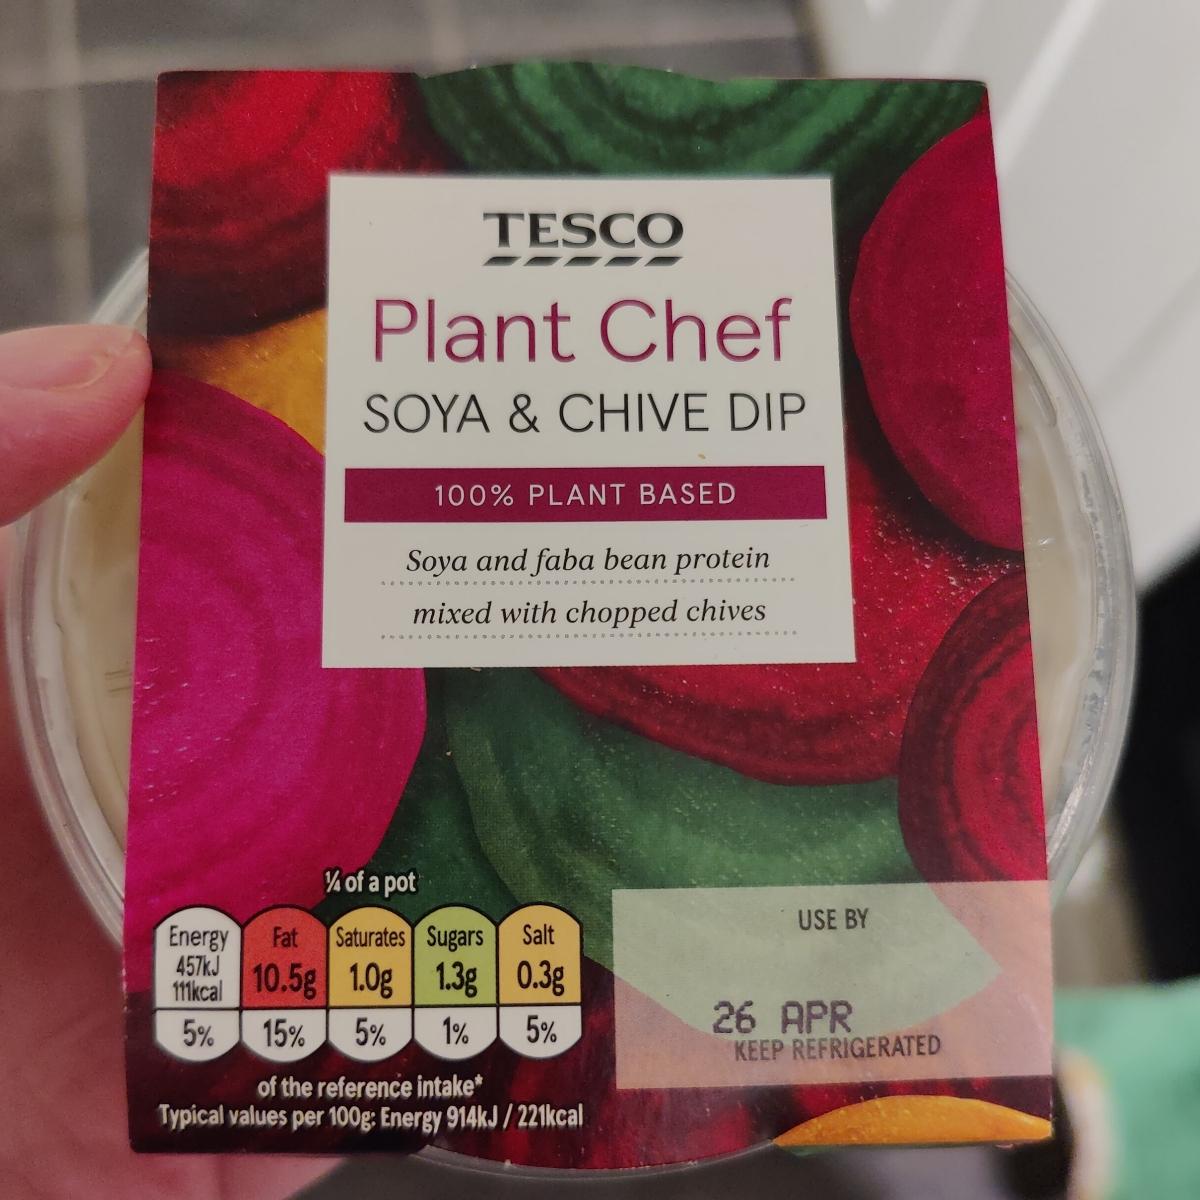 TESCO
Plant Chef
SOYA & CHIVE DIP
100% PLANT BASED
Soya and faba bean protein
mixed with chopped chives
¼ of a pot
Energy
457kJ
111kcal
5%
Fat
10.5g
15%
Saturates
1.0g
5%
Sugars
1.3g
1%
Salt
0.3g
5%
of the reference intake*
Typical values per 100g: Energy 914kJ / 221kcal
USE BY
26 APR
KEEP REFRIGERATED